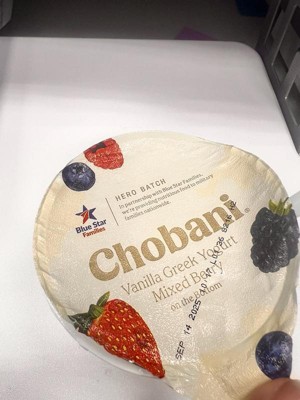 HERO BATCH
In partnership with Blue Star Families,
we're providing nutritious food to military
families nationwide.
Blue Star
Families
Chobani®
Vanilla Greek Yogurt
Mixed Berry
on the Bottom
SEP 14 2025